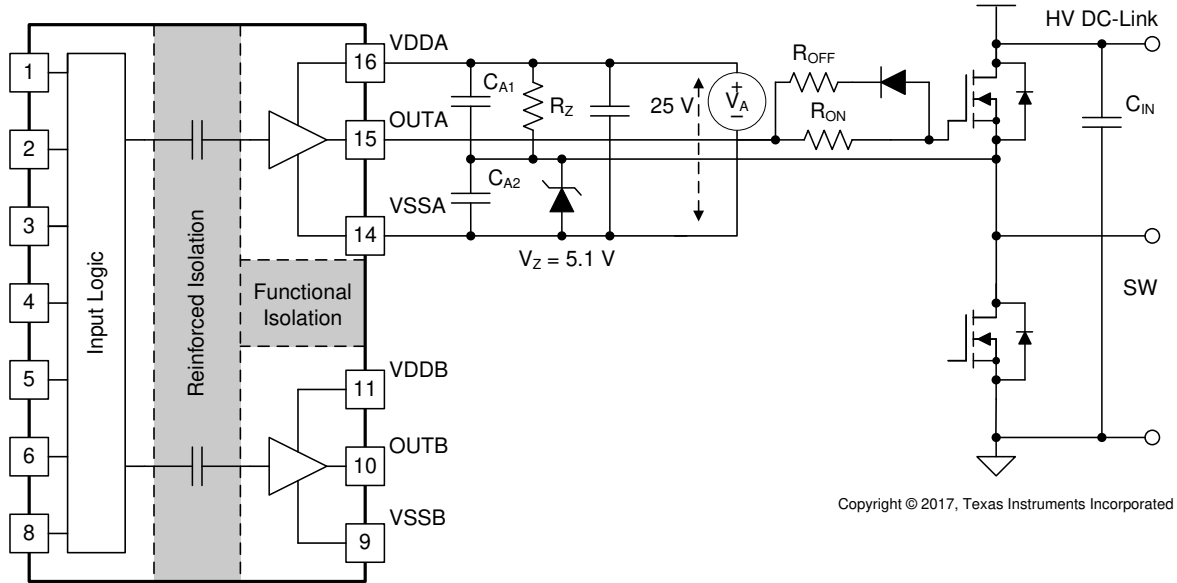 1
2
3
4
5
6
8
Input Logic
Reinforced Isolation
Functional
Isolation
16
15
14
11
10
9
VDDA
OUTA
VSSA
VDDB
OUTB
VSSB
CA1
RZ
CA2
VZ = 5.1 V
25 V
+
VA
−
ROFF
RON
HV DC-Link
CIN
SW
Copyright © 2017, Texas Instruments Incorporated